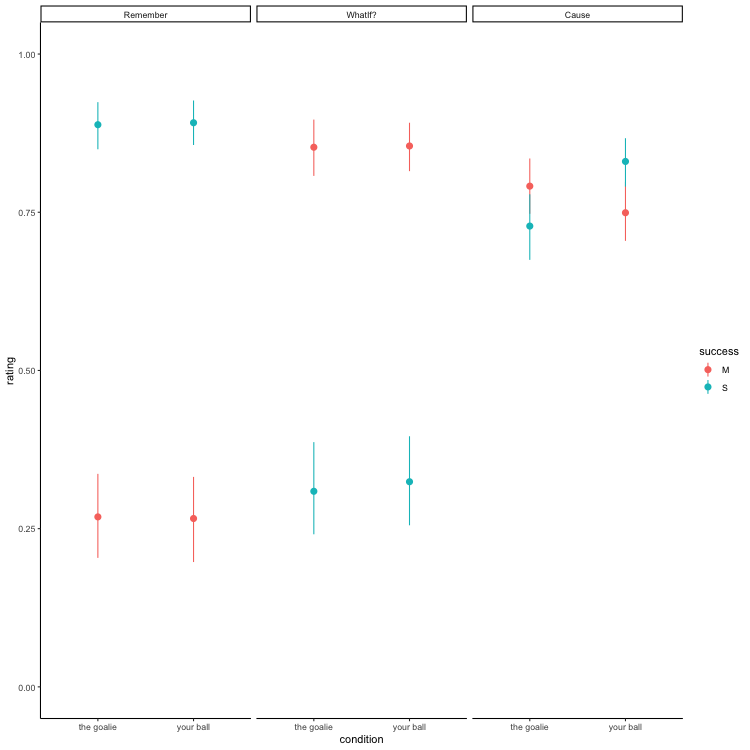 Remember
WhatIf?
Cause
1.00
0.75
0.50
0.25
0.00
rating
the goalie
your ball
the goalie
your ball
the goalie
your ball
condition
success
M
S